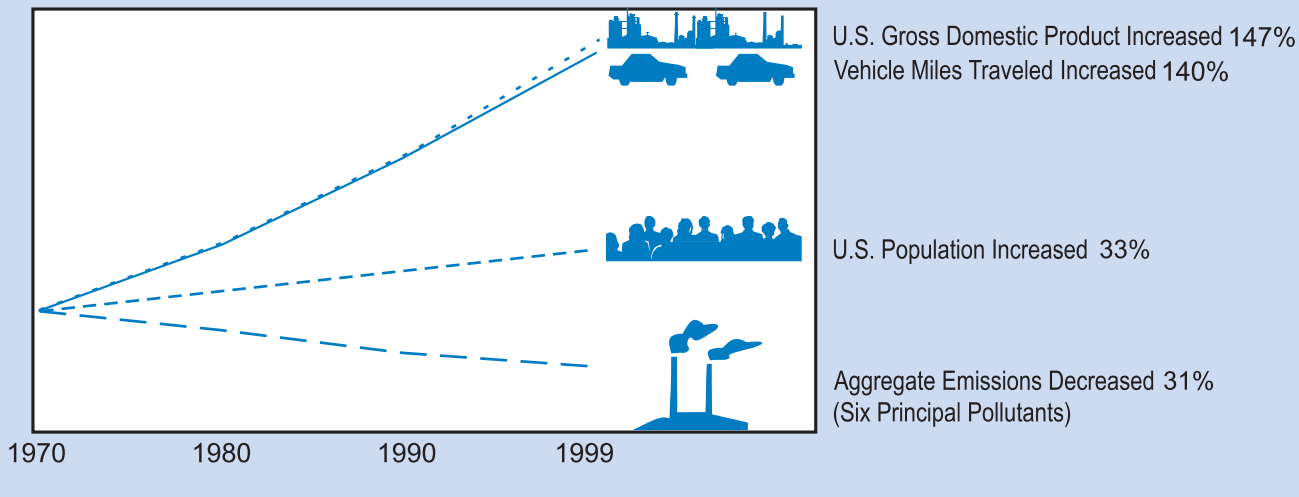 U.S. Gross Domestic Product Increased 147%
Vehicle Miles Traveled Increased 140%
U.S. Population Increased 33%
Aggregate Emissions Decreased 31%
(Six Principal Pollutants)
1970 1980 1990 1999